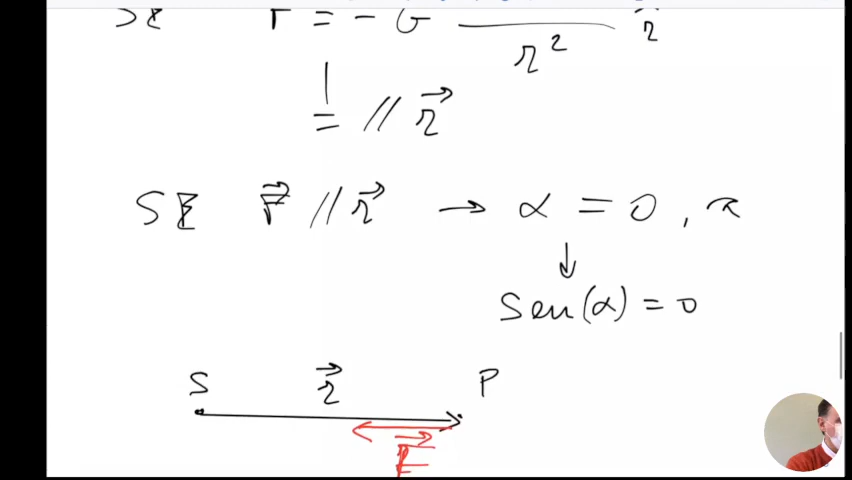 SE F = - G
r² r
= // r⃗
SE F⃗ // r⃗ → α = 0 , π
↓
Sen(α) = 0
S r⃗ P
F⃗